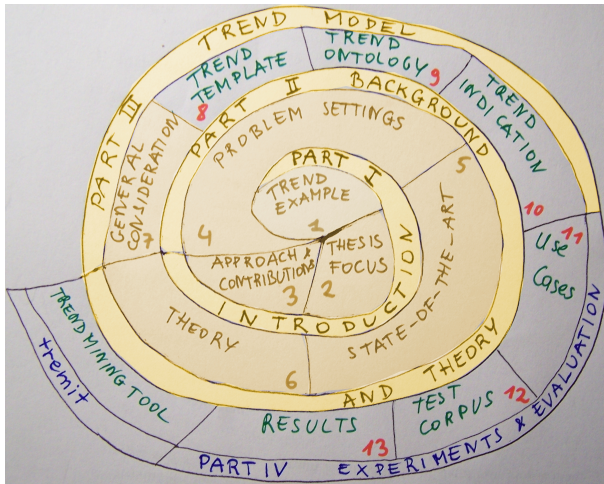 PART I
INTRODUCTION
TREND
EXAMPLE
1
THESIS
FOCUS
2
APPROACH &
CONTRIBUTIONS
3
PART II
BACKGROUND
AND THEORY
PROBLEM SETTINGS
4
5
STATE-OF-THE-ART
THEORY
6
PART III
TREND MODEL
GENERAL
CONSIDERATION
7
TREND
TEMPLATE
8
TREND
ONTOLOGY
9
TREND
INDICATION
10
PART IV
EXPERIMENTS & EVALUATION
11
USE
CASES
TEST
CORPUS
12
RESULTS
13
TRENDMINING TOOL
tremit